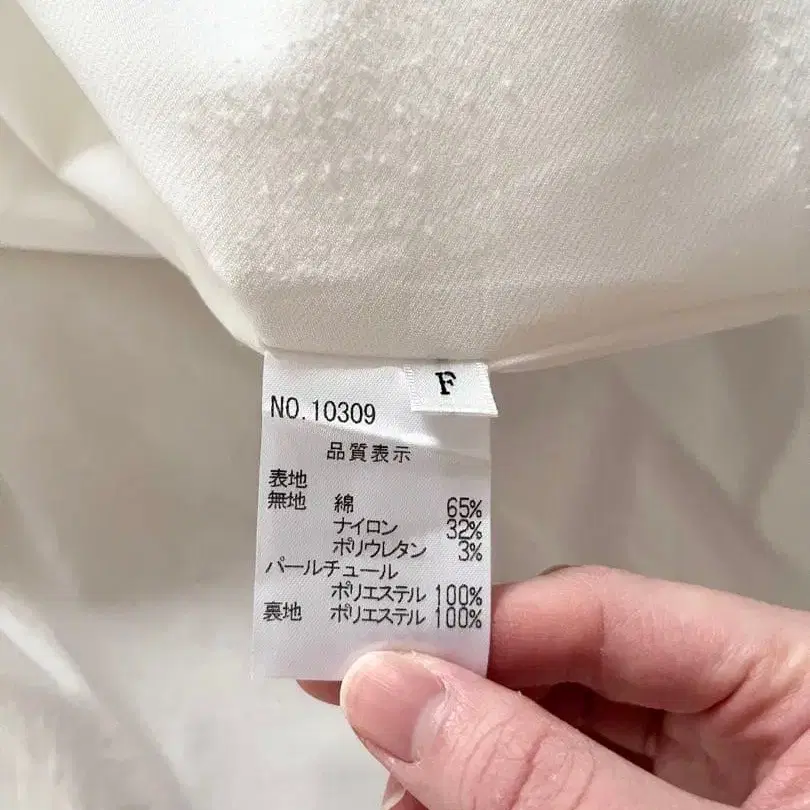 F
NO.10309
品質表示
表地
無地 綿 65%
ナイロン 32%
ポリウレタン 3%
パールチュール
ポリエステル 100%
裏地 ポリエステル 100%